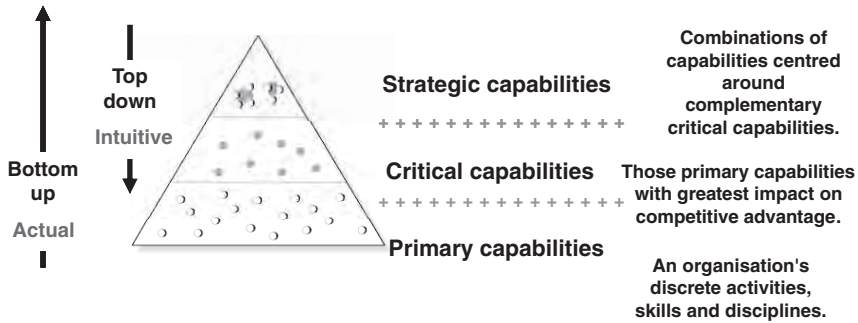 Top
down
Intuitive
Bottom
up
Actual
Strategic capabilities
+ + + + + + + + + + + + + + +
Critical capabilities
+ + + + + + + + + + + + + + +
Primary capabilities
Combinations of
capabilities centred
around
complementary
critical capabilities.
Those primary capabilities
with greatest impact on
competitive advantage.
An organisation's
discrete activities,
skills and disciplines.